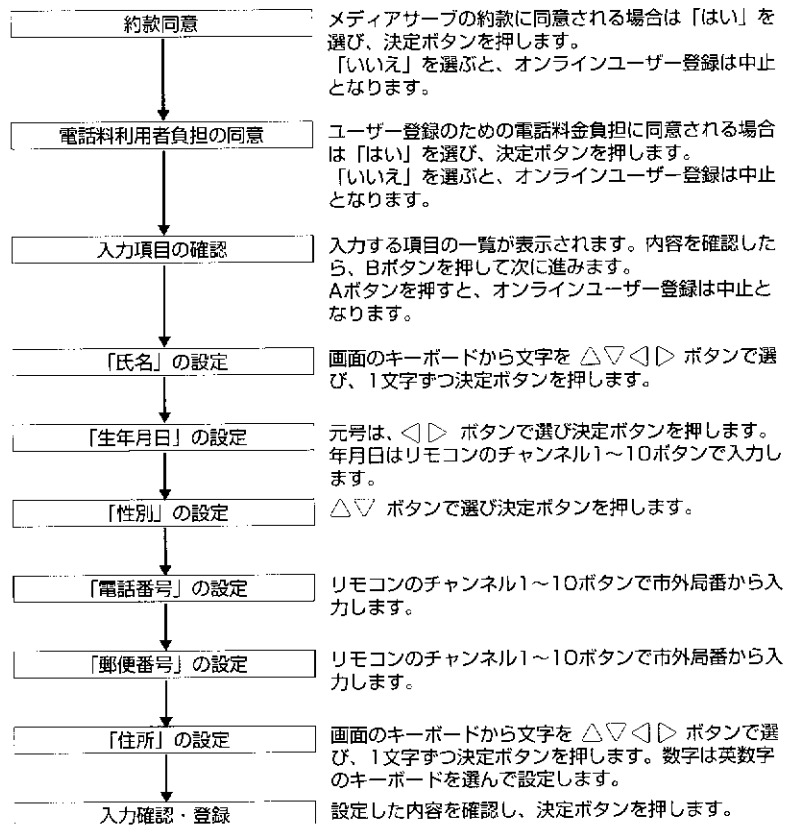 約款同意
メディアサーブの約款に同意される場合は「はい」を
選び、決定ボタンを押します。
「いいえ」を選ぶと、オンラインユーザー登録は中止
となります。
電話料利用者負担の同意
ユーザー登録のための電話料金負担に同意される場合
は「はい」を選び、決定ボタンを押します。
「いいえ」を選ぶと、オンラインユーザー登録は中止
となります。
入力項目の確認
入力する項目の一覧が表示されます。内容を確認した
ら、Bボタンを押して次に進みます。
Aボタンを押すと、オンラインユーザー登録は中止と
なります。
「氏名」の設定
画面のキーボードから文字を △▽◁▷ ボタンで選
び、1文字ずつ決定ボタンを押します。
「生年月日」の設定
元号は、◁▷ ボタンで選び決定ボタンを押します。
年月日はリモコンのチャンネル1～10ボタンで入力し
ます。
「性別」の設定
△▽ ボタンで選び決定ボタンを押します。
「電話番号」の設定
リモコンのチャンネル1～10ボタンで市外局番から入
力します。
「郵便番号」の設定
リモコンのチャンネル1～10ボタンで市外局番から入
力します。
「住所」の設定
画面のキーボードから文字を △▽◁▷ ボタンで選
び、1文字ずつ決定ボタンを押します。数字は英数字
のキーボードを選んで設定します。
入力確認・登録
設定した内容を確認し、決定ボタンを押します。